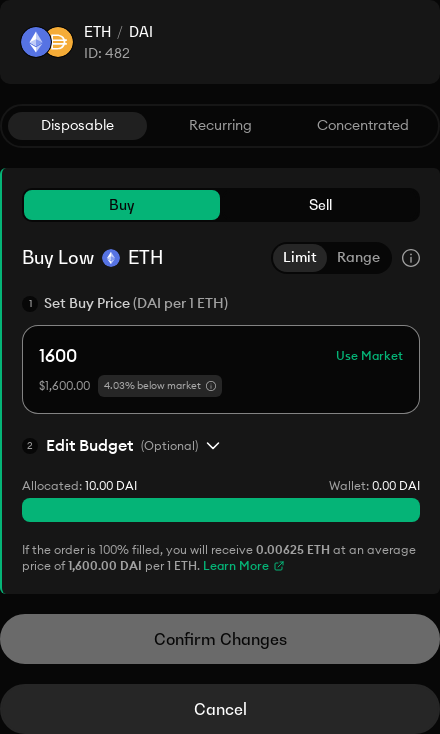 ETH / DAI
ID: 482
Disposable Recurring Concentrated
Buy Sell
Buy Low ETH Limit Range
1 Set Buy Price (DAI per 1 ETH)
1600 Use Market
$1,600.00 4.03% below market
2 Edit Budget (Optional)
Allocated: 10.00 DAI Wallet: 0.00 DAI
If the order is 100% filled, you will receive 0.00625 ETH at an average
price of 1,600.00 DAI per 1 ETH. Learn More
Confirm Changes
Cancel